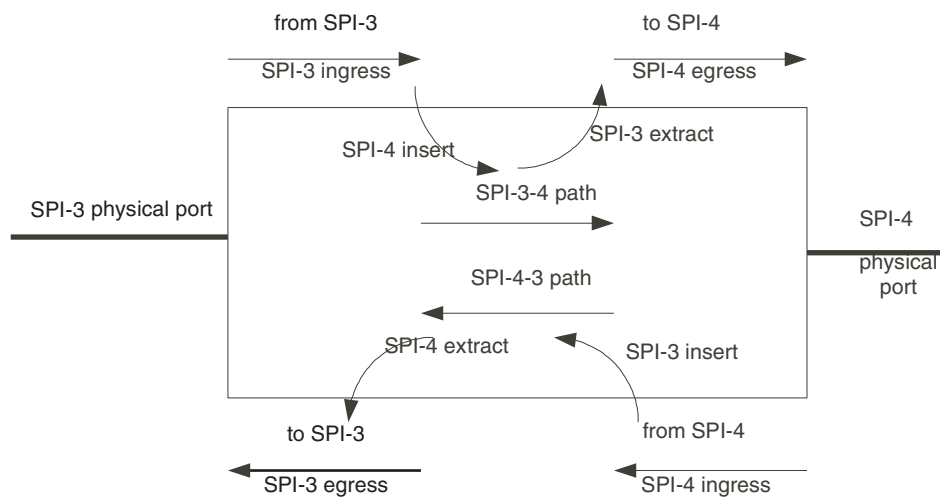 from SPI-3
to SPI-4
SPI-3 ingress
SPI-4 egress
SPI-4 insert
SPI-3 extract
SPI-3-4 path
SPI-3 physical port
SPI-4
physical
port
SPI-4-3 path
SPI-4 extract
SPI-3 insert
to SPI-3
from SPI-4
SPI-3 egress
SPI-4 ingress